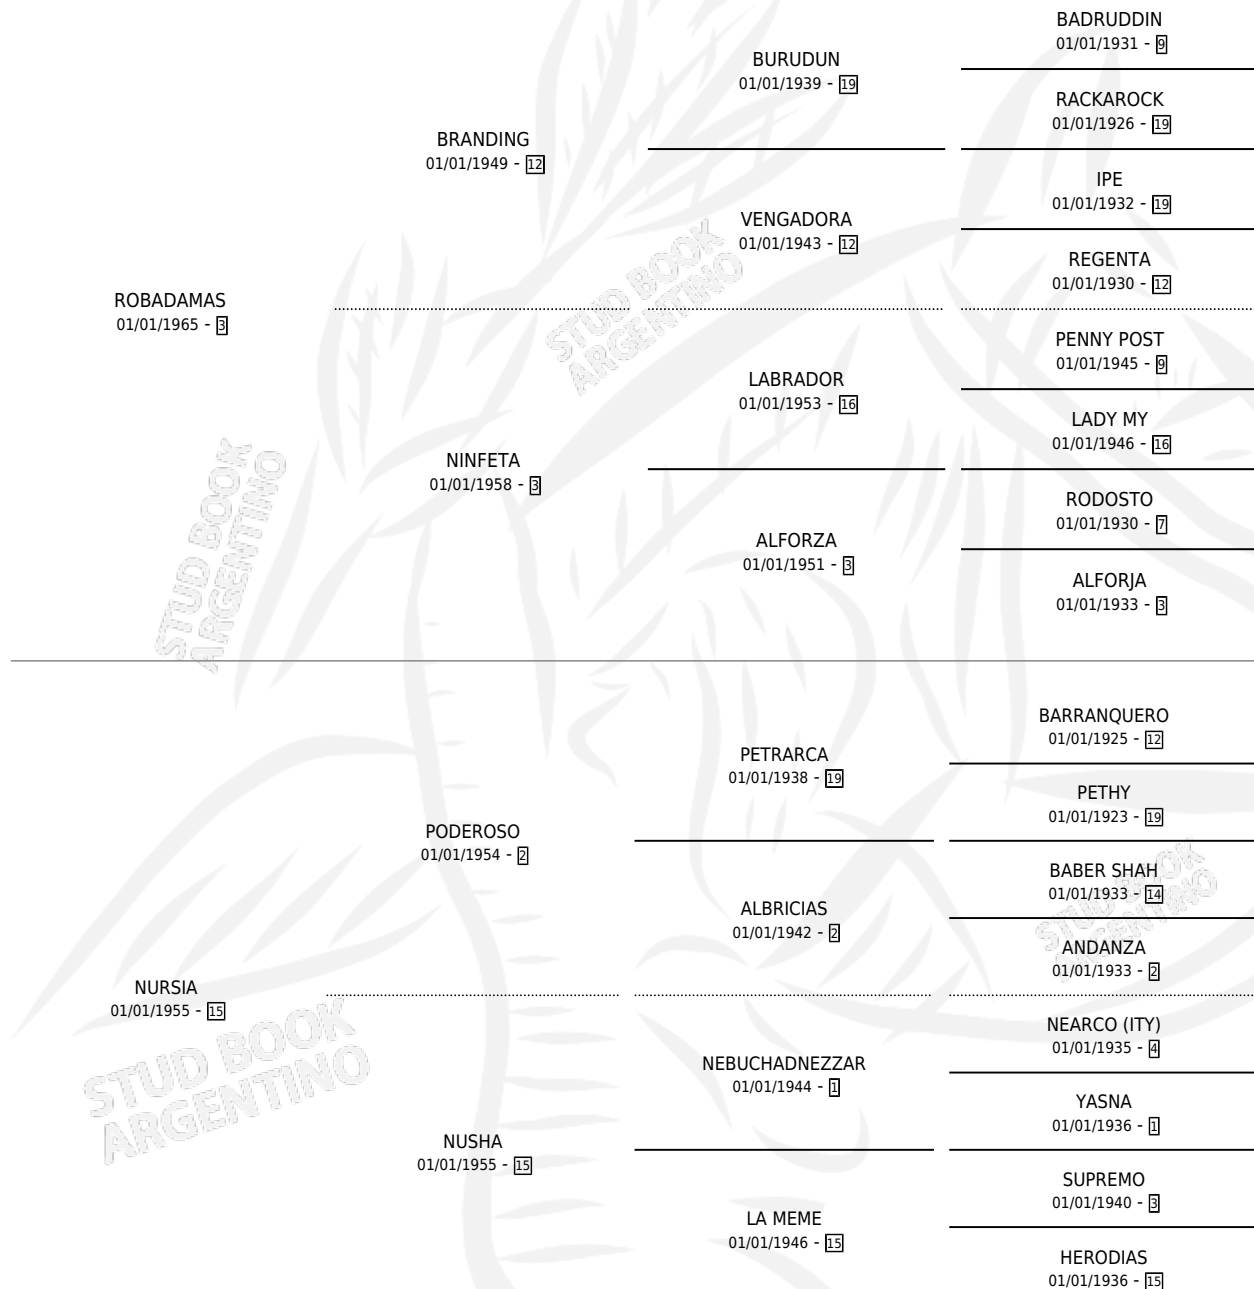 BADRUDDIN
01/01/1931 - 9
BURUDUN
01/01/1939 - 19
RACKAROCK
01/01/1926 - 19
BRANDING
01/01/1949 - 12
IPE
01/01/1932 - 19
VENGADORA
01/01/1943 - 12
REGENTA
01/01/1930 - 12
ROBADAMAS
01/01/1965 - 3
PENNY POST
01/01/1945 - 9
LABRADOR
01/01/1953 - 16
LADY MY
01/01/1946 - 16
NINFETA
01/01/1958 - 3
RODOSTO
01/01/1930 - 7
ALFORZA
01/01/1951 - 3
ALFORJA
01/01/1933 - 3
BARRANQUERO
01/01/1925 - 12
PETRARCA
01/01/1938 - 19
PETHY
01/01/1923 - 19
PODEROSO
01/01/1954 - 2
BABER SHAH
01/01/1933 - 14
ALBRICIAS
01/01/1942 - 2
ANDANZA
01/01/1933 - 2
NURSIA
01/01/1955 - 15
NEARCO (ITY)
01/01/1935 - 4
NEBUCHADNEZZAR
01/01/1944 - 1
YASNA
01/01/1936 - 1
NUSHA
01/01/1955 - 15
SUPREMO
01/01/1940 - 3
LA MEME
01/01/1946 - 15
HERODIAS
01/01/1936 - 15
STUD BOOK
ARGENTINO
STUD BOOK
ARGENTINO
STUD BOOK
ARGENTINO
STUD BOOK
ARGENTINO